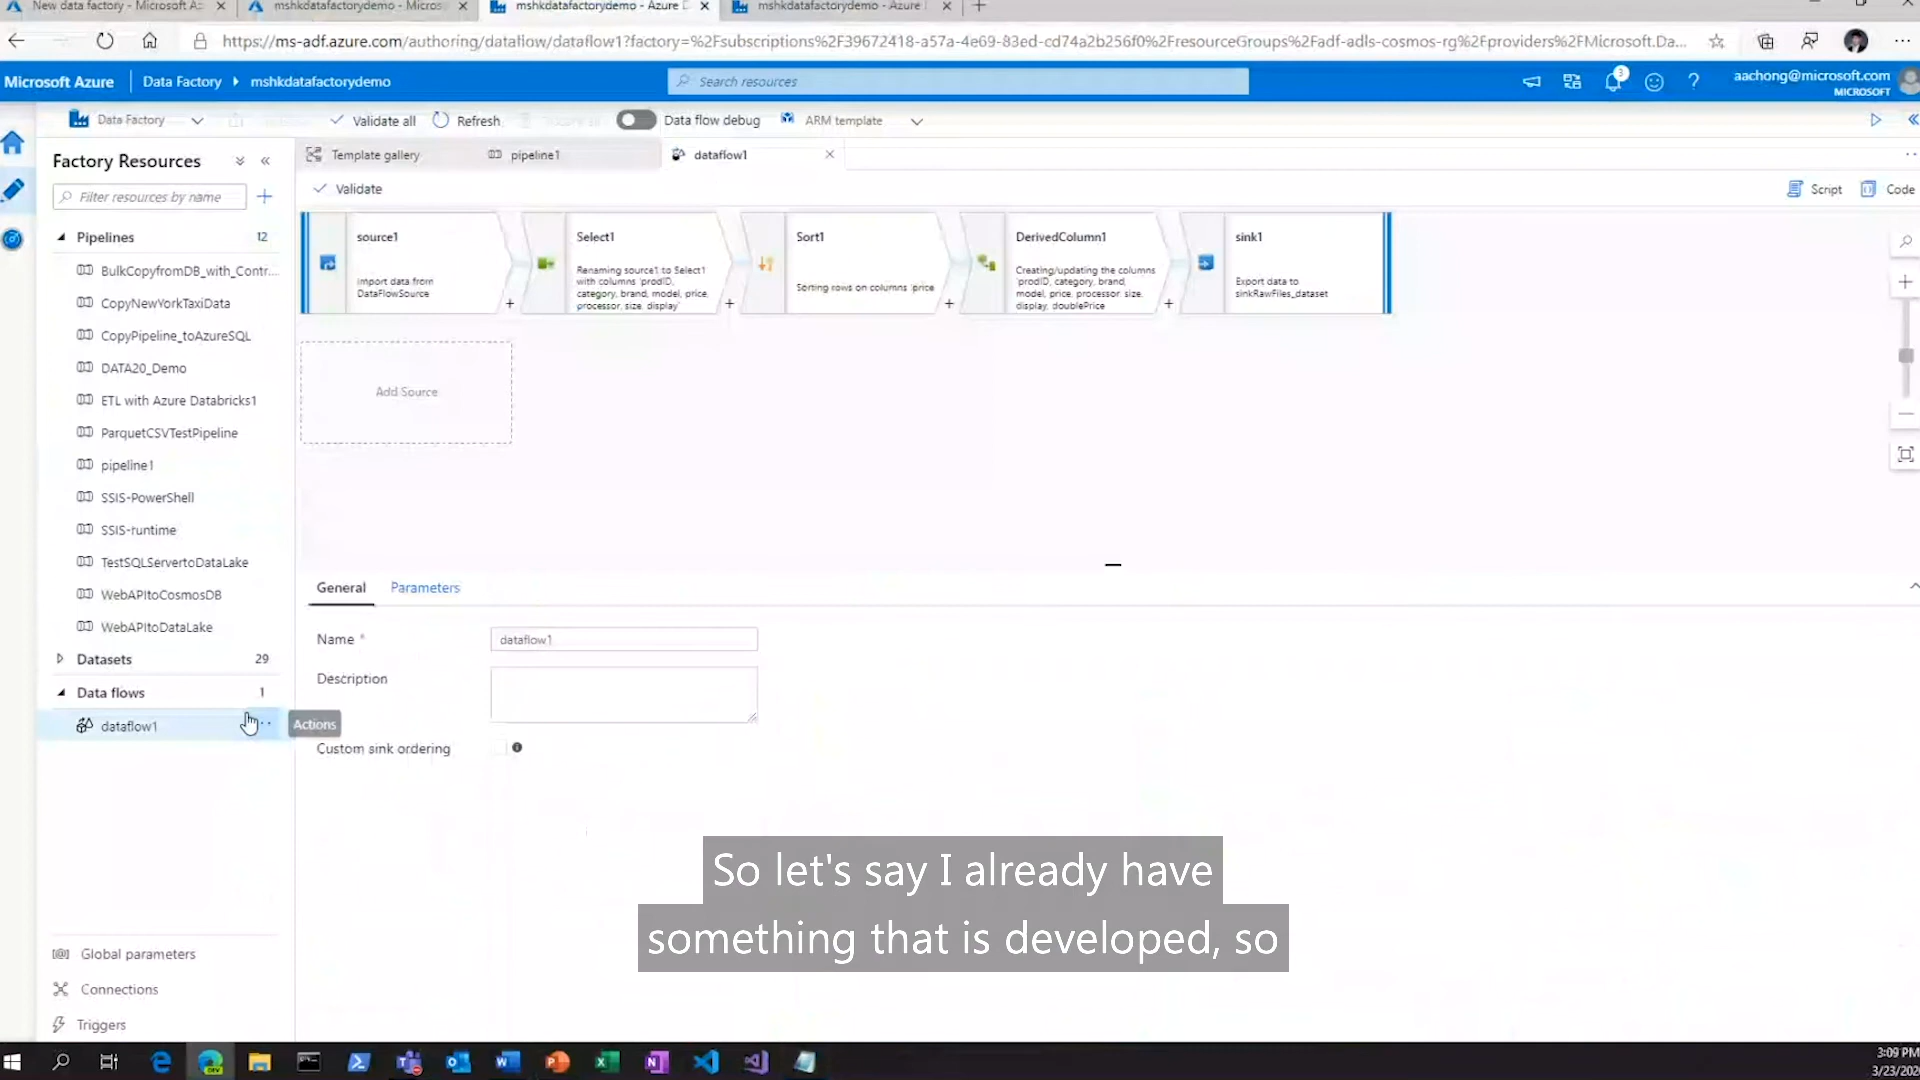 New data factory - Microsoft A
mshkdatafactorydemo - Micros
mshkdatafactorydemo - Azure D
mshkdatafactorydemo - Azure
https://ms-adf.azure.com/authoring/dataflow/dataflow1?factory=%2Fsubscriptions%2F39672418-a57a-4e69-83ed-cd74a2b256f0%2FresourceGroups%2Fadf-adls-cosmos-rg%2Fproviders%2FMicrosoft.Da...
Microsoft Azure
Data Factory
mshkdatafactorydemo
Search resources
3
aachong@microsoft.com
MICROSOFT
Data Factory
Validate all
Refresh
Data flow debug
ARM template
Factory Resources
Template gallery
pipeline1
dataflow1
Filter resources by name
Validate
Script
Code
Pipelines
12
BulkCopyfromDB_with_Contr...
CopyNewYorkTaxiData
CopyPipeline_toAzureSQL
DATA20_Demo
ETL with Azure Databricks1
ParquetCSVTestPipeline
pipeline1
SSIS-PowerShell
SSIS-runtime
TestSQLServertoDataLake
WebAPItoCosmosDB
WebAPItoDataLake
Datasets
29
Data flows
1
dataflow1
Actions
source1
Import data from
DataFlowSource
Select1
Renaming source1 to Select1
with columns 'prodID,
category, brand, model, price,
processor, size, display'
Sort1
Sorting rows on columns 'price
DerivedColumn1
Creating/updating the columns
'prodID, category, brand,
model, price, processor, size,
display, doublePrice
sink1
Export data to
sinkRawFiles_dataset
Add Source
General
Parameters
Name *
dataflow1
Description
Custom sink ordering
Global parameters
Connections
Triggers
So let's say I already have
something that is developed, so
3:09 PM
3/23/202